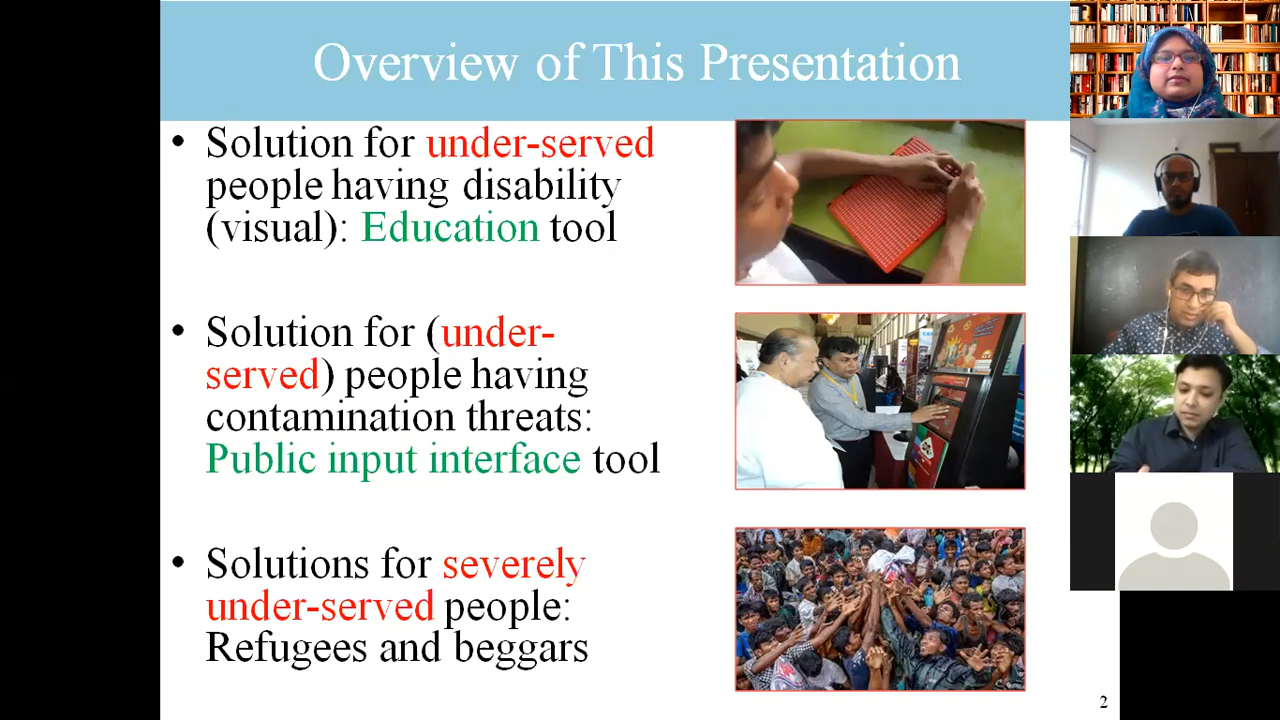 Overview of This Presentation
• Solution for under-served
people having disability
(visual): Education tool
• Solution for (under-
served) people having
contamination threats:
Public input interface tool
• Solutions for severely
under-served people:
Refugees and beggars
2